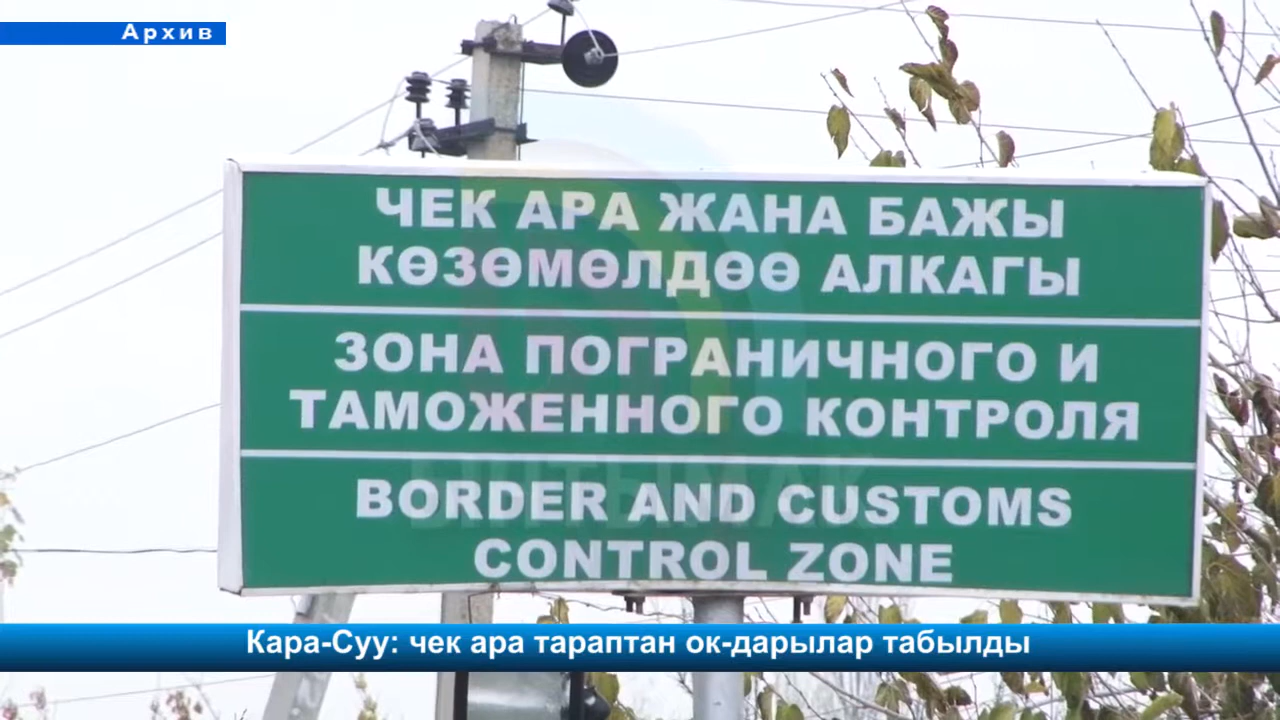 Архив
ЧЕК АРА ЖАНА БАЖЫ
КӨЗӨМӨЛДӨӨ АЛКАГЫ
ЗОНА ПОГРАНИЧНОГО И
ТАМОЖЕННОГО КОНТРОЛЯ
BORDER AND CUSTOMS
CONTROL ZONE
ЫНТЫМАК
Кара-Суу: чек ара тараптан ок-дарылар табылды